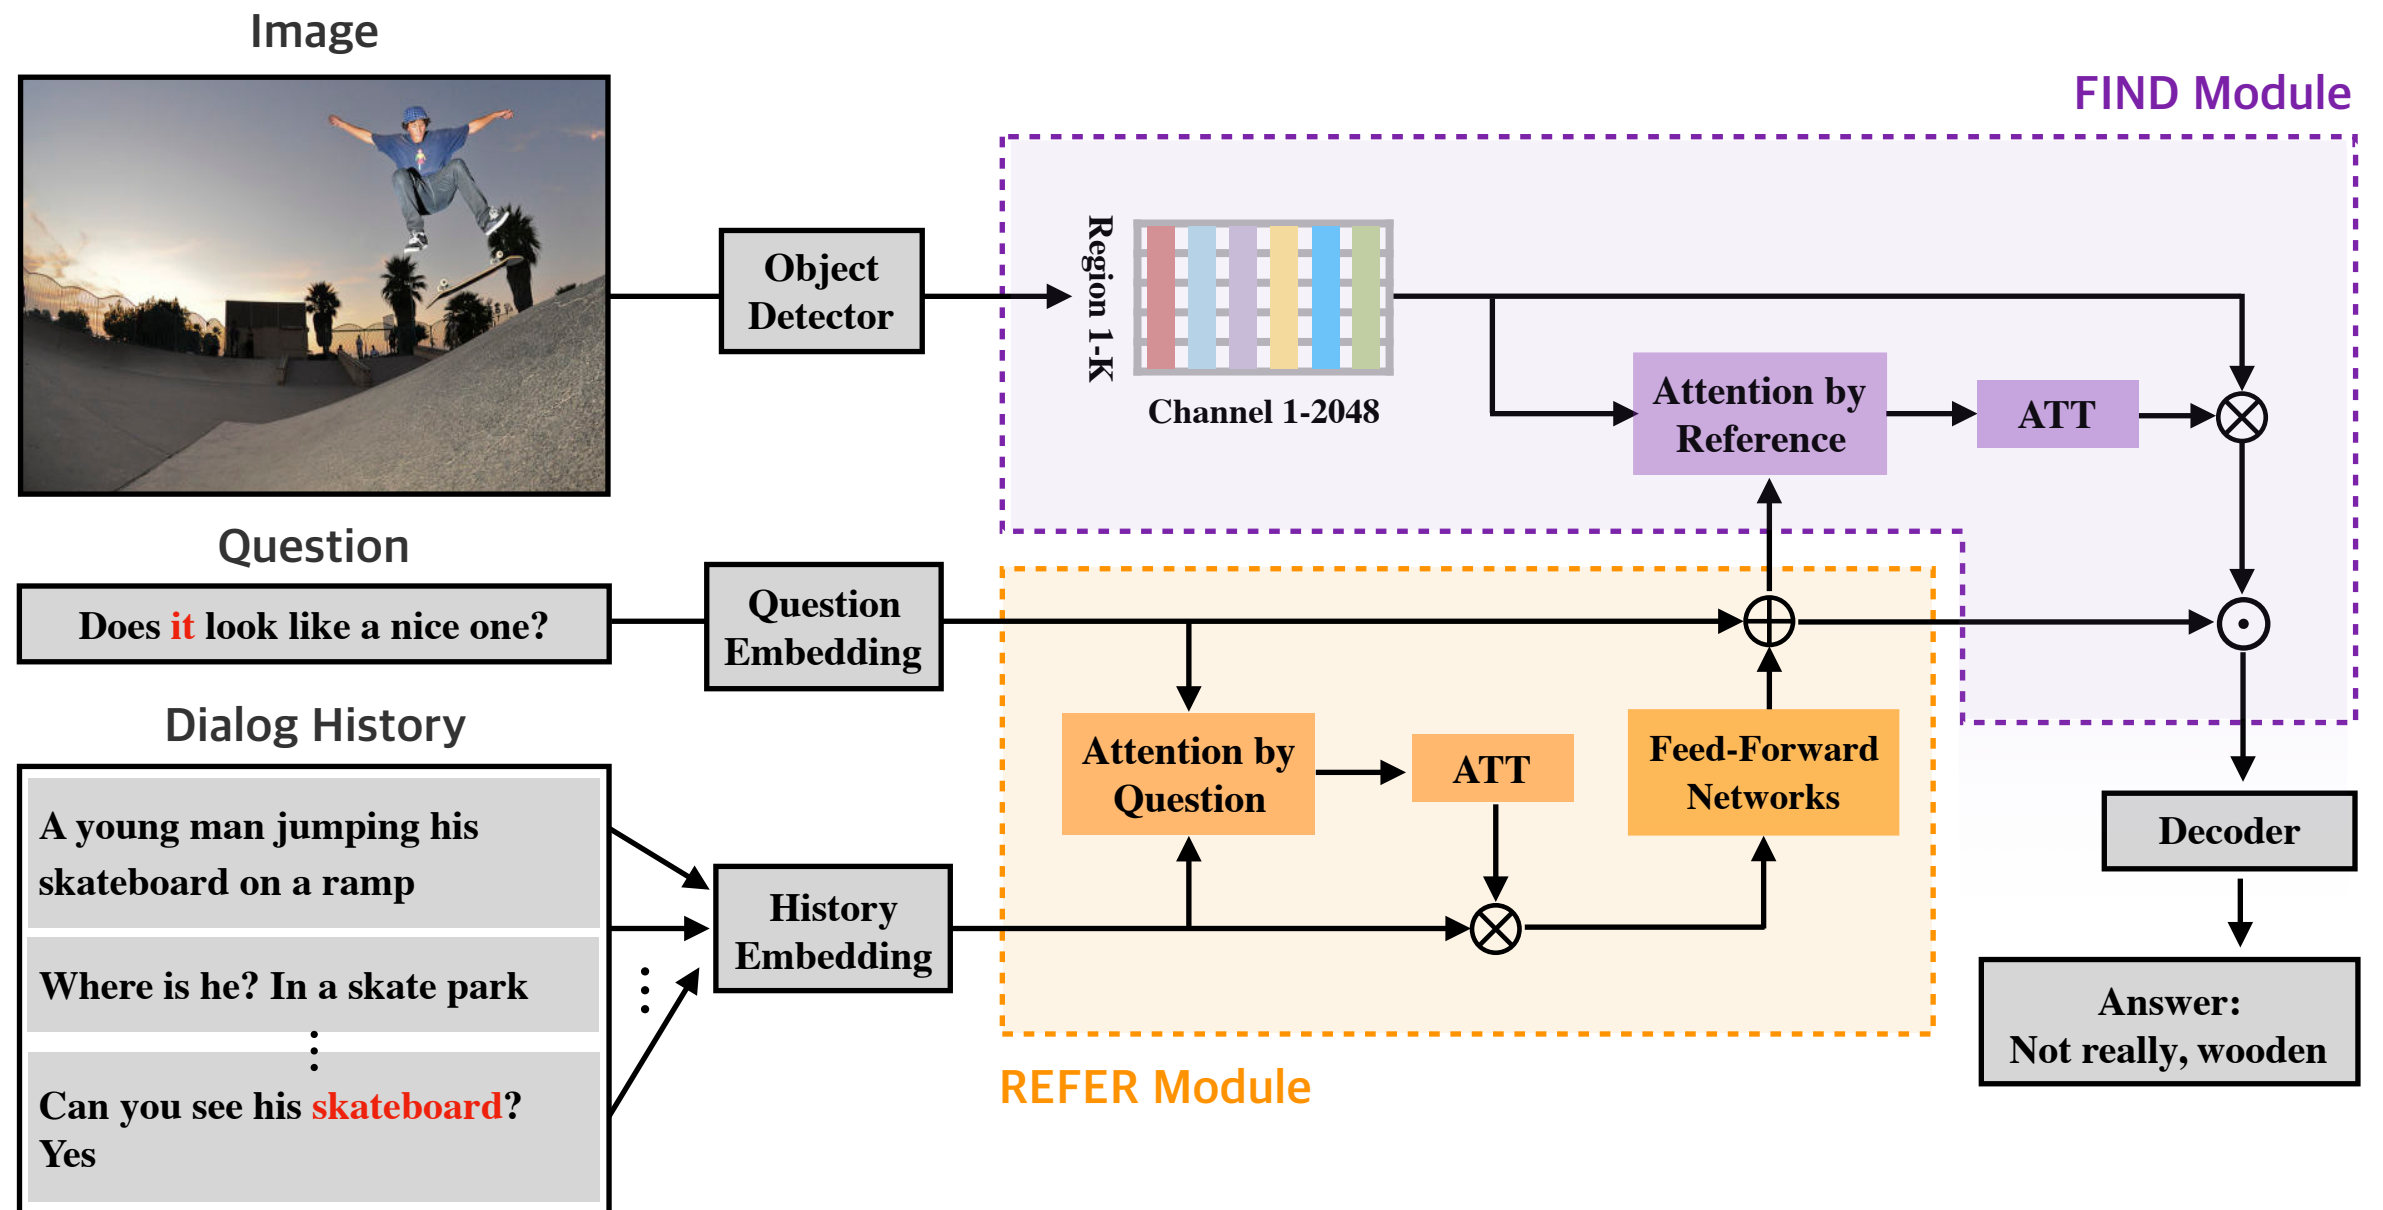 Image
FIND Module
Object
Detector
Region 1-K
Channel 1-2048
Attention by
Reference
ATT
Question
Does it look like a nice one?
Question
Embedding
Dialog History
A young man jumping his
skateboard on a ramp
Where is he? In a skate park
Can you see his skateboard?
Yes
History
Embedding
Attention by
Question
ATT
Feed-Forward
Networks
REFER Module
Decoder
Answer:
Not really, wooden